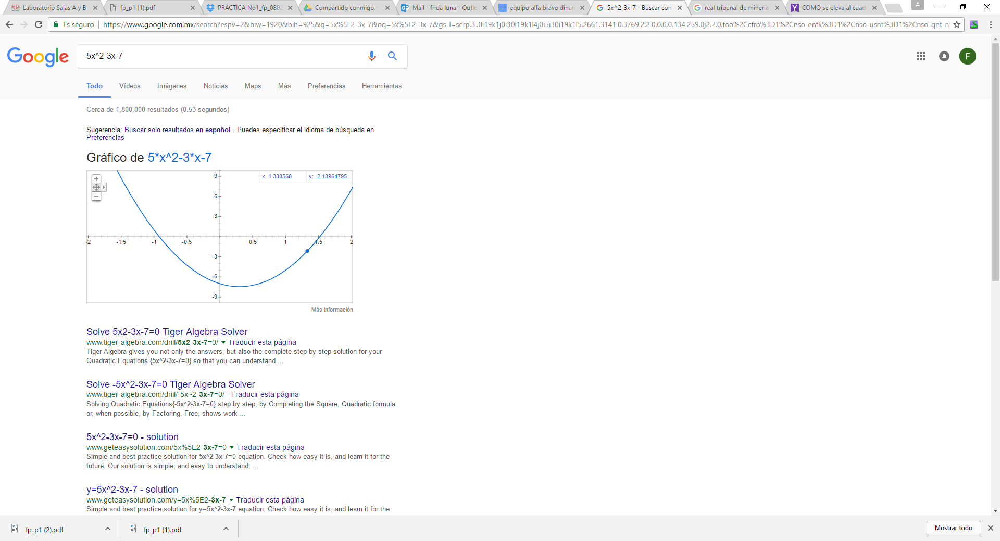 Laboratorio Salas A y B
fp_p1 (1).pdf
PRÁCTICA No1_fp_0802
Compartido conmigo -
Mail - frida luna - Outlo
equipo alfa bravo dinan
5x^2-3x-7 - Buscar con
real tribunal de mineria
COMO se eleva al cuad
Es seguro
https://www.google.com.mx/search?espv=2&biw=1920&bih=925&q=5x%5E2-3x-7&oq=5x%5E2-3x-7&gs_l=serp.3..0i19k1j0i30i19k1l4j0i5i30i19k1l5.2661.3141.0.3769.2.2.0.0.0.0.134.259.0j2.2.0.foo%2Ccfro%3D1%2Cnso-enfk%3D1%2Cnso-usnt%3D1%2Cnso-qnt-n
Google
5x^2-3x-7
F
Todo
Vídeos
Imágenes
Noticias
Maps
Más
Preferencias
Herramientas
Cerca de 1,800,000 resultados (0.53 segundos)
Sugerencia: Buscar solo resultados en español . Puedes especificar el idioma de búsqueda en
Preferencias
Gráfico de 5*x^2-3*x-7
x: 1.330568
y: -2.13964795
9
6
3
-2 -1.5 -1 -0.5 0.5 1 1.5 2
-3
-6
-9
Más información
Solve 5x2-3x-7=0 Tiger Algebra Solver
www.tiger-algebra.com/drill/5x2-3x-7=0/ Traducir esta página
Tiger Algebra gives you not only the answers, but also the complete step by step solution for your
Quadratic Equations {5x^2-3x-7=0} so that you can understand ...
Solve -5x^2-3x-7=0 Tiger Algebra Solver
www.tiger-algebra.com/drill/-5x~2-3x-7=0/ - Traducir esta página
Solving Quadratic Equations{-5x^2-3x-7=0} step by step, by Completing the Square, Quadratic formula
or, when possible, by Factoring. Free, shows work ...
5x^2-3x-7=0 - solution
www.geteasysolution.com/5x%5E2-3x-7=0 Traducir esta página
Simple and best practice solution for 5x^2-3x-7=0 equation. Check how easy it is, and learn it for the
future. Our solution is simple, and easy to understand, ...
y=5x^2-3x-7 - solution
www.geteasysolution.com/y=5x%5E2-3x-7 Traducir esta página
Simple and best practice solution for y=5x^2-3x-7 equation. Check how easy it is, and learn it for the
fp_p1 (2).pdf
fp_p1 (1).pdf
Mostrar todo